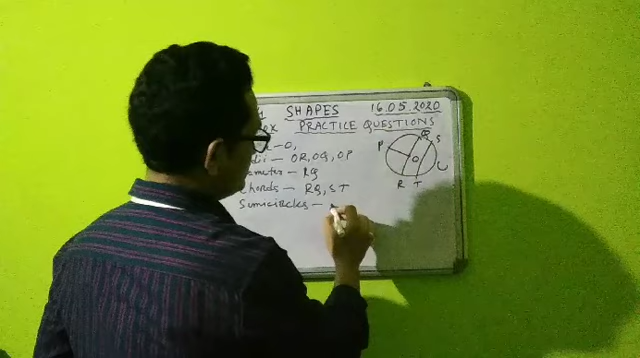 SHAPES 16.05.2020
PRACTICE QUESTIONS
O,
OR, OQ, OP
RQ
Chords — RQ, ST
Semicircles —
P Q S
O
U
R T